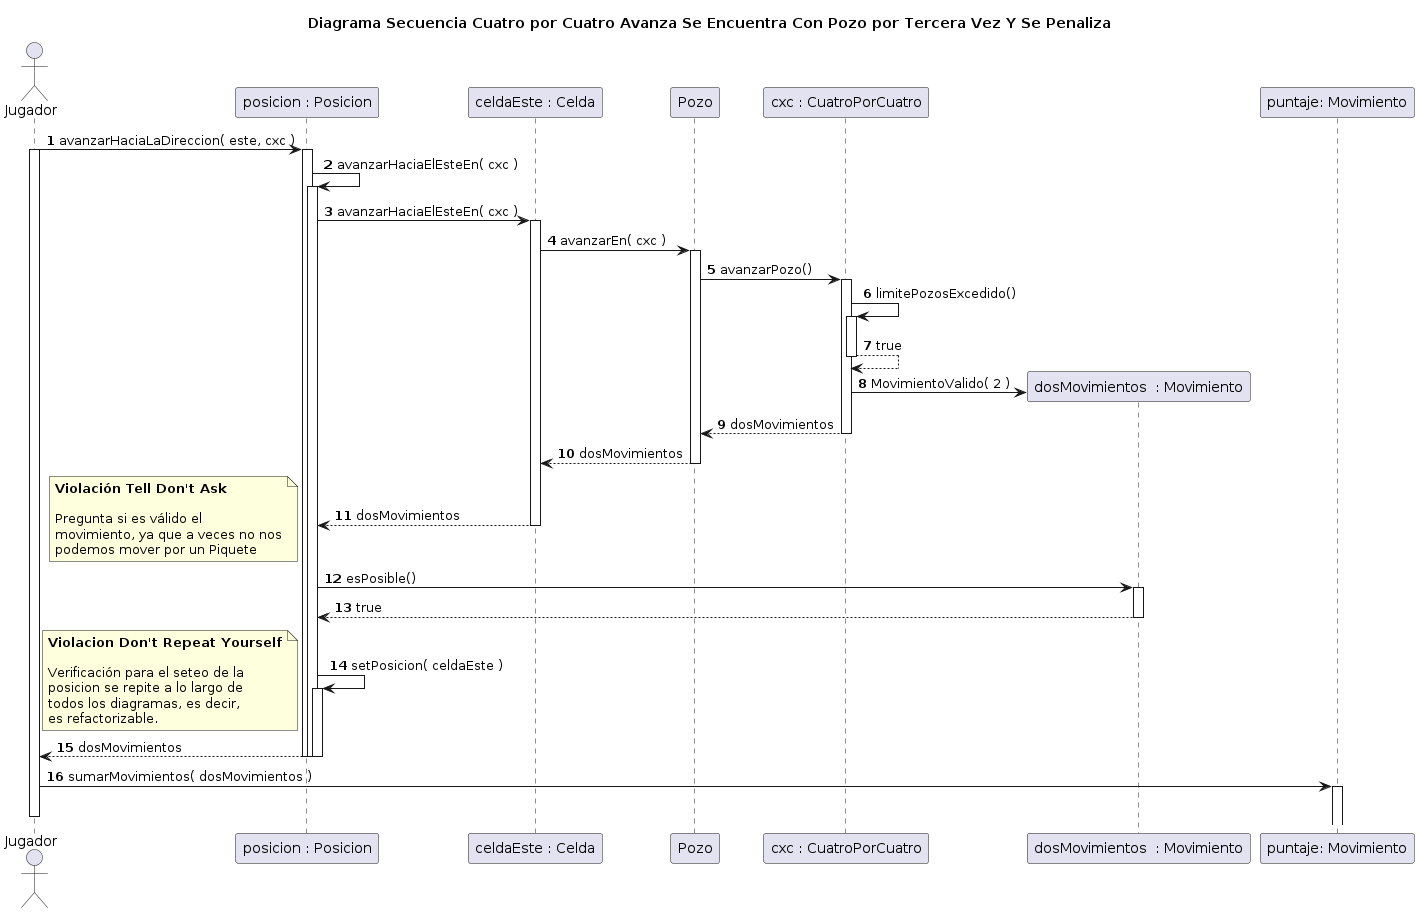 Diagrama Secuencia Cuatro por Cuatro Avanza Se Encuentra Con Pozo por Tercera Vez Y Se Penaliza
Jugador
posicion : Posicion
celdaEste : Celda
Pozo
cxc : CuatroPorCuatro
puntaje: Movimiento
1 avanzarHaciaLaDireccion( este, cxc )
2 avanzarHaciaElEsteEn( cxc )
3 avanzarHaciaElEsteEn( cxc )
4 avanzarEn( cxc )
5 avanzarPozo()
6 limitePozosExcedido()
7 true
8 MovimientoValido( 2 )
dosMovimientos  : Movimiento
9 dosMovimientos
10 dosMovimientos
Violación Tell Don't Ask
Pregunta si es válido el
movimiento, ya que a veces no nos
podemos mover por un Piquete
11 dosMovimientos
12 esPosible()
13 true
Violacion Don't Repeat Yourself
Verificación para el seteo de la
posicion se repite a lo largo de
todos los diagramas, es decir,
es refactorizable.
14 setPosicion( celdaEste )
15 dosMovimientos
16 sumarMovimientos( dosMovimientos )
Jugador
posicion : Posicion
celdaEste : Celda
Pozo
cxc : CuatroPorCuatro
dosMovimientos  : Movimiento
puntaje: Movimiento